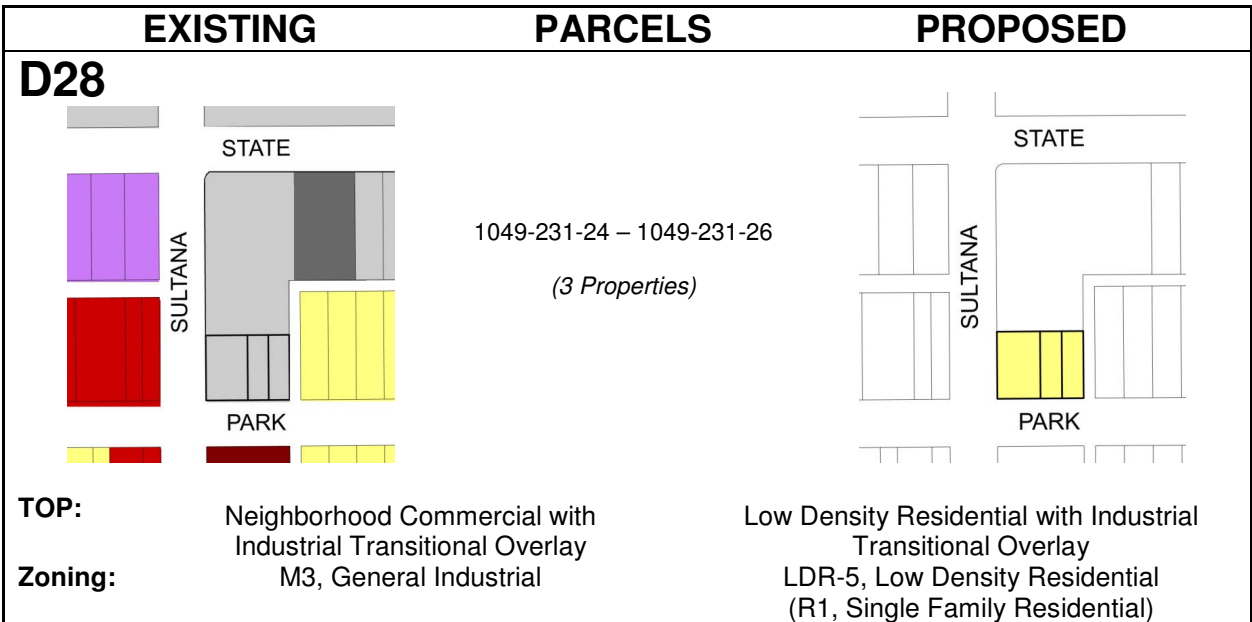 EXISTING PARCELS PROPOSED
D28
STATE
SULTANA
PARK
1049-231-24 – 1049-231-26
(3 Properties)
STATE
SULTANA
PARK
TOP: Neighborhood Commercial with Low Density Residential with Industrial
Industrial Transitional Overlay Transitional Overlay
Zoning: M3, General Industrial LDR-5, Low Density Residential
(R1, Single Family Residential)